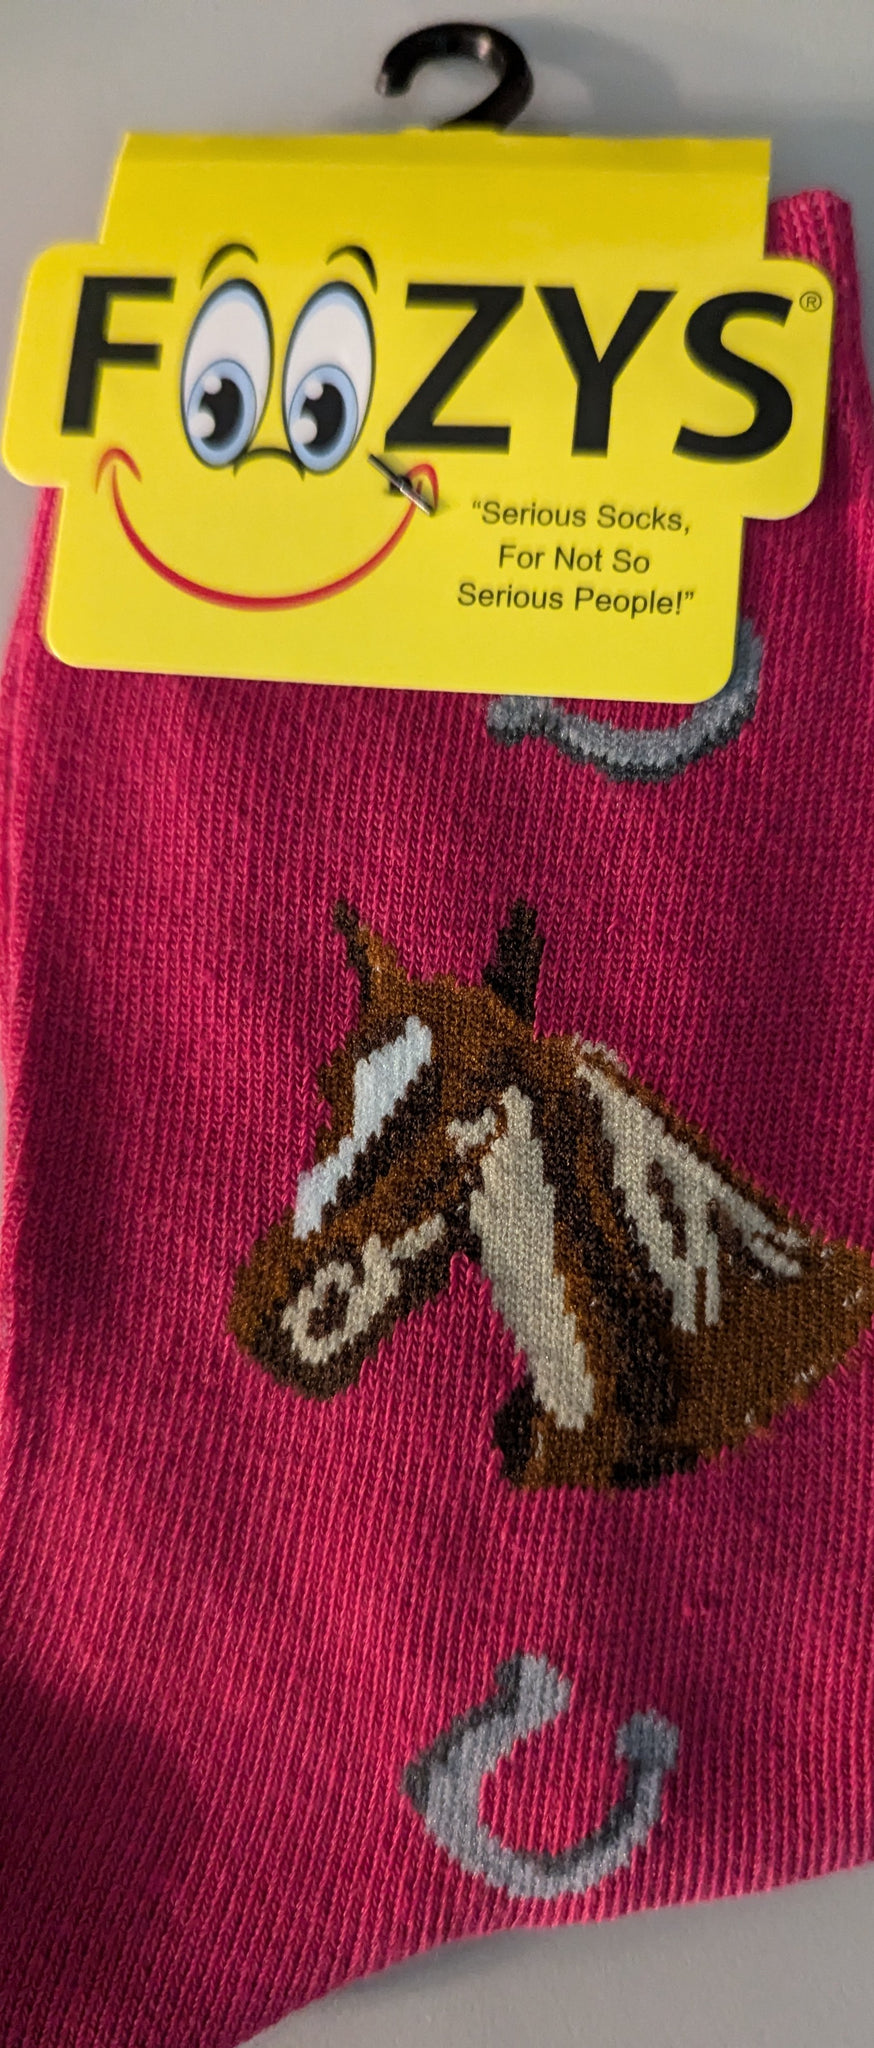 FOOZYS®
"Serious Socks,
For Not So
Serious People!"